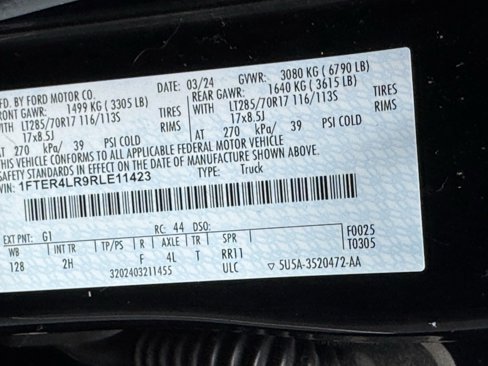 FD. BY FORD MOTOR CO. DATE: 03/24 GVWR: 3080 KG ( 6790 LB)
RONT GAWR: 1499 KG ( 3305 LB) REAR GAWR: 1640 KG ( 3615 LB)
WITH LT285/70R17 116/113S TIRES WITH LT285/70R17 116/113S TIRES
17x8.5J RIMS 17x8.5J RIMS
AT 270 kPa/ 39 PSI COLD AT 270 kPa/ 39 PSI COLD
THIS VEHICLE CONFORMS TO ALL APPLICABLE FEDERAL MOTOR VEHICLE
SAFETY STANDARDS IN EFFECT ON THE DATE OF MANUFACTURE SHOWN ABOVE.
VIN: 1FTER4LR9RLE11423 TYPE: Truck
EXT PNT: G1 RC: 44 DSO: F0025
WB INT TR TP/PS R AXLE TR SPR T0305
128 2H F 4L T RR11
3202403211455 ULC ▽ 5U5A-3520472-AA